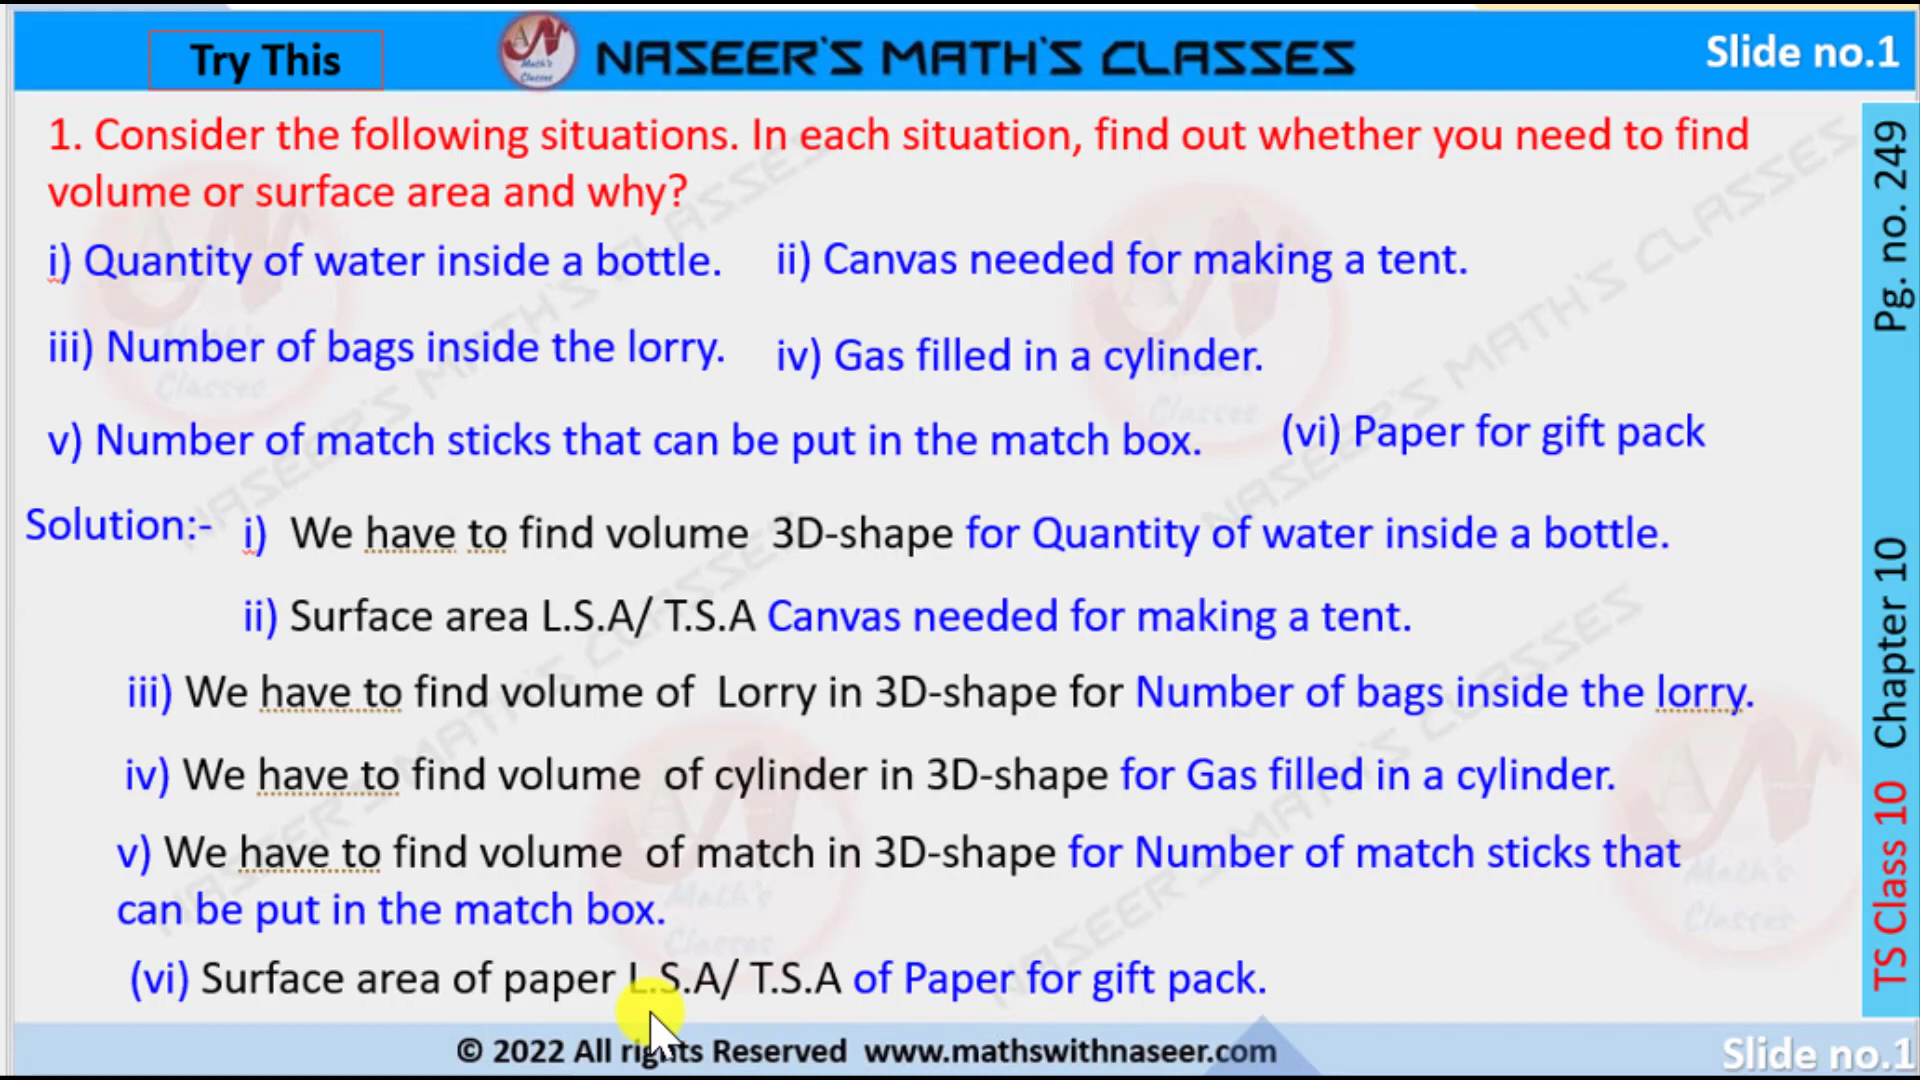 Try This
NASEER'S MATH'S CLASSES
Slide no.1
1. Consider the following situations. In each situation, find out whether you need to find
volume or surface area and why?
i) Quantity of water inside a bottle.
ii) Canvas needed for making a tent.
iii) Number of bags inside the lorry.
iv) Gas filled in a cylinder.
v) Number of match sticks that can be put in the match box.
(vi) Paper for gift pack
Solution:-
i) We have to find volume 3D-shape for Quantity of water inside a bottle.
ii) Surface area L.S.A/ T.S.A Canvas needed for making a tent.
iii) We have to find volume of Lorry in 3D-shape for Number of bags inside the lorry.
iv) We have to find volume of cylinder in 3D-shape for Gas filled in a cylinder.
v) We have to find volume of match in 3D-shape for Number of match sticks that
can be put in the match box.
(vi) Surface area of paper L.S.A/ T.S.A of Paper for gift pack.
Pg. no. 249
Chapter 10
TS Class 10
© 2022 All rights Reserved www.mathswithnaseer.com
Slide no.1